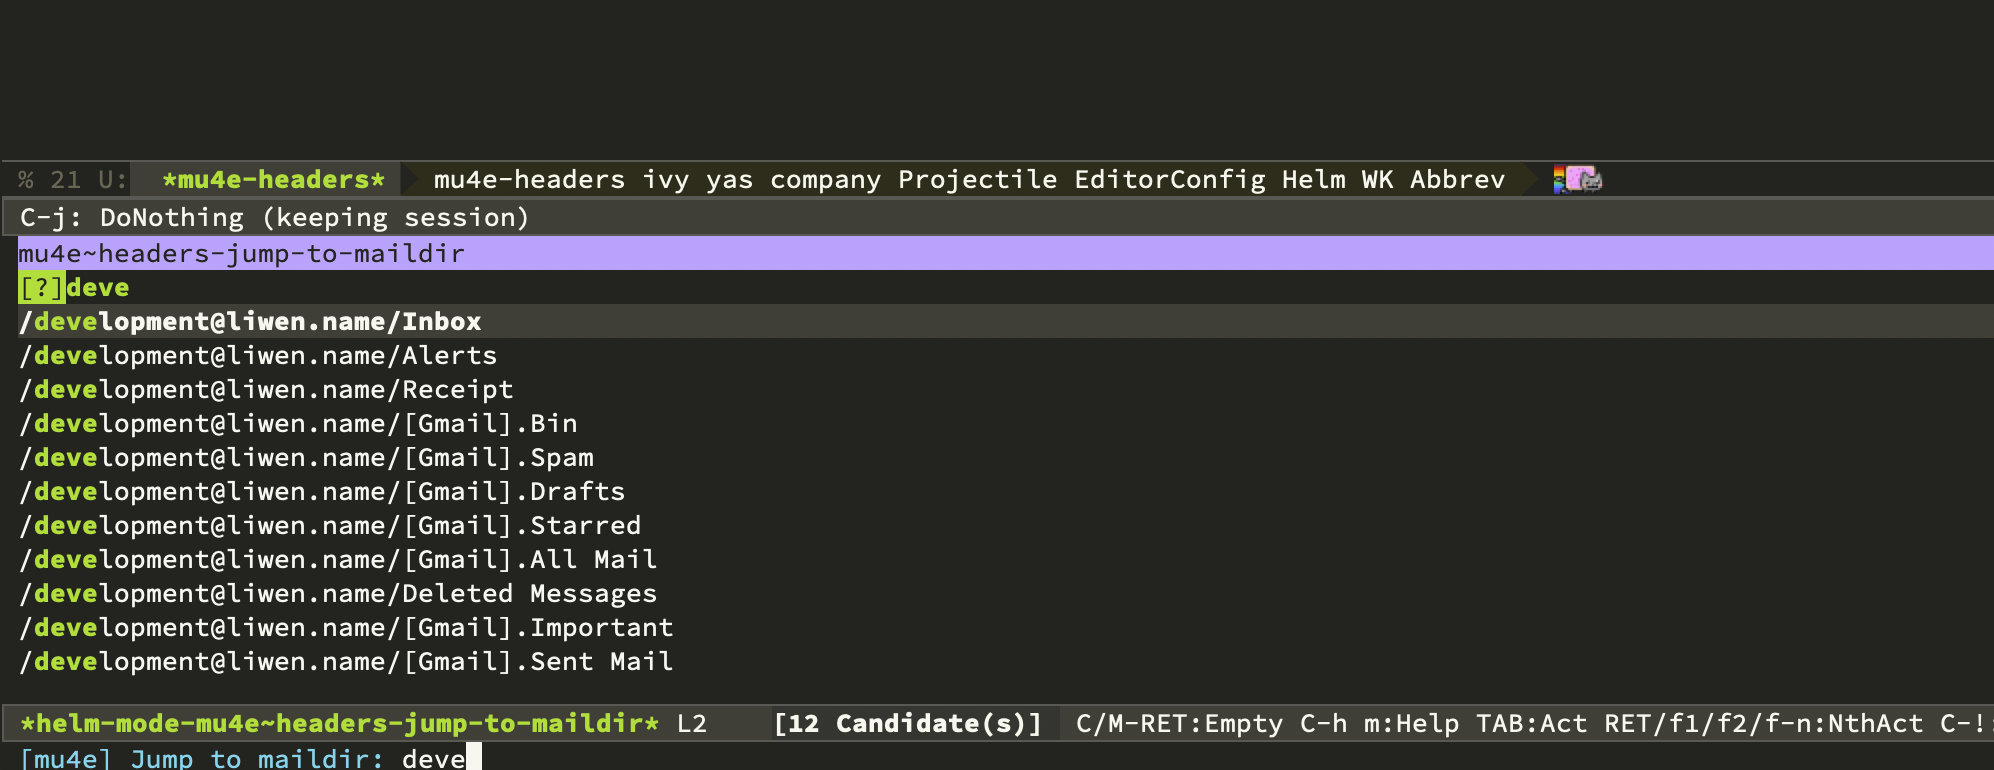 % 21 U: *mu4e-headers* mu4e-headers ivy yas company Projectile EditorConfig Helm WK Abbrev
C-j: DoNothing (keeping session)
mu4e~headers-jump-to-maildir
[?]deve
/development@liwen.name/Inbox
/development@liwen.name/Alerts
/development@liwen.name/Receipt
/development@liwen.name/[Gmail].Bin
/development@liwen.name/[Gmail].Spam
/development@liwen.name/[Gmail].Drafts
/development@liwen.name/[Gmail].Starred
/development@liwen.name/[Gmail].All Mail
/development@liwen.name/Deleted Messages
/development@liwen.name/[Gmail].Important
/development@liwen.name/[Gmail].Sent Mail
*helm-mode-mu4e~headers-jump-to-maildir* L2 [12 Candidate(s)] C/M-RET:Empty C-h m:Help TAB:Act RET/f1/f2/f-n:NthAct C-!:
[mu4e] Jump to maildir: deve